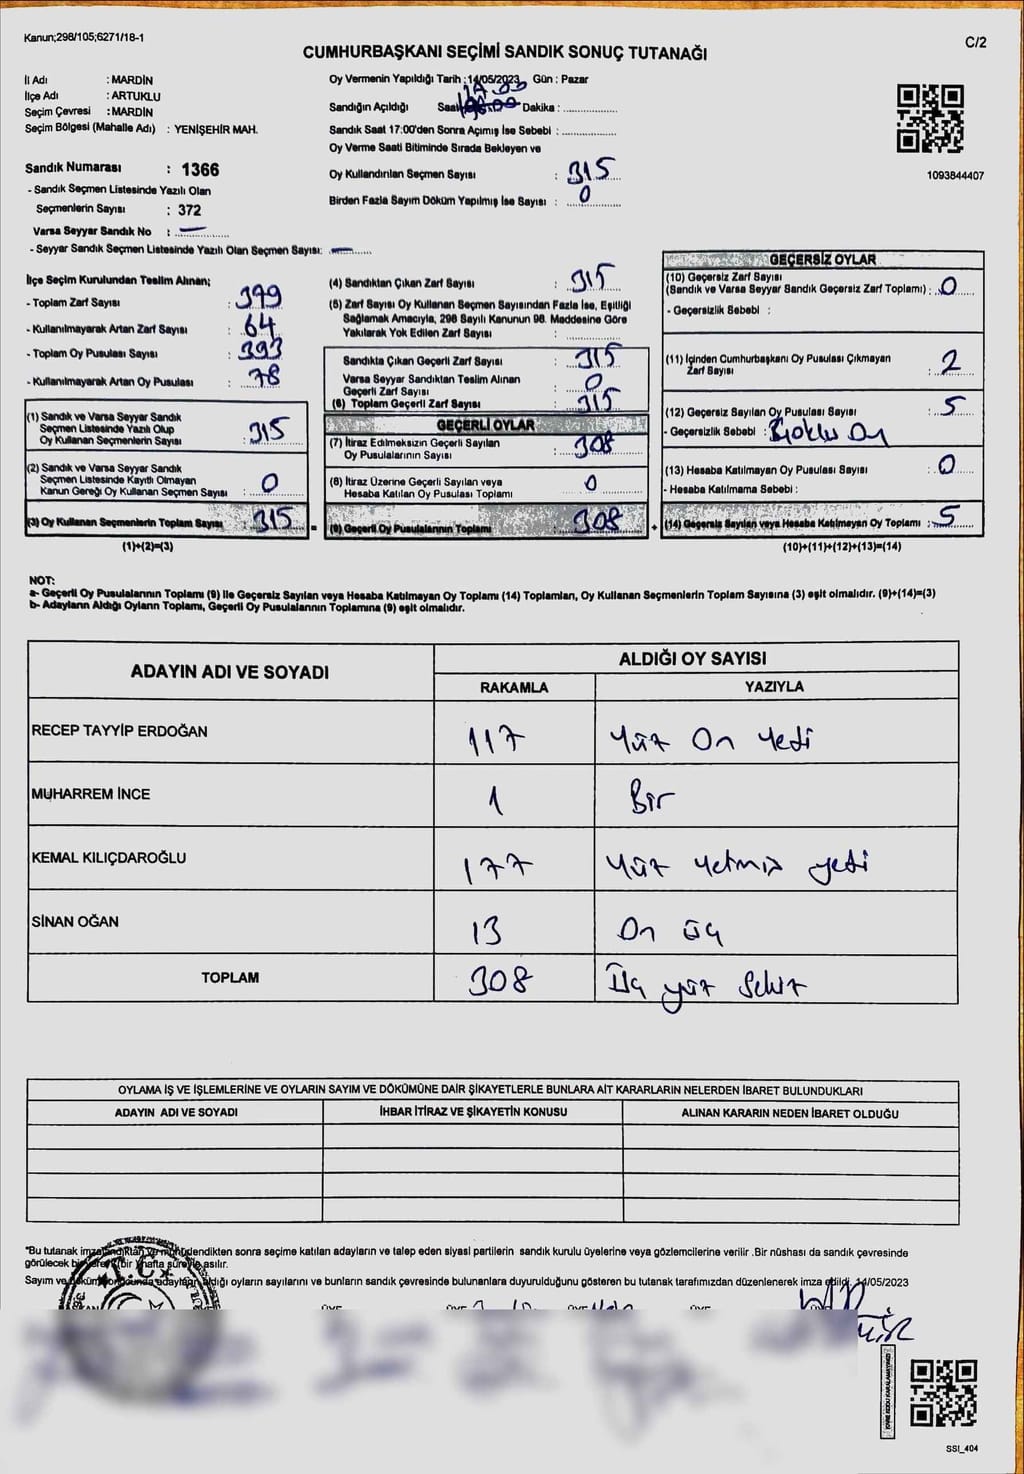 Kanun;298/105;6271/18-1
C/2
CUMHURBAŞKANI SEÇİMİ SANDIK SONUÇ TUTANAĞI
İl Adı : MARDİN
İlçe Adı : ARTUKLU
Seçim Çevresi : MARDİN
Seçim Bölgesi (Mahalle Adı) : YENİŞEHİR MAH.
Sandık Numarası : 1366
- Sandık Seçmen Listesinde Yazılı Olan
Seçmenlerin Sayısı : 372
Varsa Seyyar Sandık No : —
- Seyyar Sandık Seçmen Listesinde Yazılı Olan Seçmen Sayısı: —
Oy Vermenin Yapıldığı Tarih : 14/05/2023 Gün : Pazar
Sandığın Açıldığı Saat Dakika :
Sandık Saat 17:00'den Sonra Açımış İse Sebebi :
Oy Verme Saati Bitiminde Sırada Bekleyen ve
Oy Kullandırılan Seçmen Sayısı : 315
Birden Fazla Sayım Döküm Yapılmış İse Sayısı : 0
1093844407
İlçe Seçim Kurulundan Teslim Alınan;
- Toplam Zarf Sayısı : 379
- Kullanılmayarak Artan Zarf Sayısı : 64
- Toplam Oy Pusulası Sayısı : 393
- Kullanılmayarak Artan Oy Pusulası : 78
(1) Sandık ve Varsa Seyyar Sandık
Seçmen Listesinde Yazılı Olup
Oy Kullanan Seçmenlerin Sayısı : 315
(2) Sandık ve Varsa Seyyar Sandık
Seçmen Listesinde Kayıtlı Olmayan
Kanun Gereği Oy Kullanan Seçmen Sayısı : 0
(3) Oy Kullanan Seçmenlerin Toplam Sayısı : 315 =
(1)+(2)=(3)
(4) Sandıktan Çıkan Zarf Sayısı : 315
(5) Zarf Sayısı Oy Kullanan Seçmen Sayısından Fazla İse, Eşitliği
Sağlamak Amacıyla, 298 Sayılı Kanunun 98. Maddesine Göre
Yakılarak Yok Edilen Zarf Sayısı :
Sandıkta Çıkan Geçerli Zarf Sayısı : 315
Varsa Seyyar Sandıktan Teslim Alınan
Geçerli Zarf Sayısı : 0
(6) Toplam Geçerli Zarf Sayısı : 315
GEÇERLİ OYLAR
(7) İtiraz Edilmeksizin Geçerli Sayılan
Oy Pusulalarının Sayısı : 308
(8) İtiraz Üzerine Geçerli Sayılan veya
Hesaba Katılan Oy Pusulası Toplamı : 0
(9) Geçerli Oy Pusulalarının Toplamı : 308 +
GEÇERSİZ OYLAR
(10) Geçersiz Zarf Sayısı
(Sandık ve Varsa Seyyar Sandık Geçersiz Zarf Toplamı) : 0
- Geçersizlik Sebebi :
(11) İçinden Cumhurbaşkanı Oy Pusulası Çıkmayan
Zarf Sayısı : 2
(12) Geçersiz Sayılan Oy Pusulası Sayısı : 5
- Geçersizlik Sebebi : Çoklu Oy
(13) Hesaba Katılmayan Oy Pusulası Sayısı : 0
- Hesaba Katılmama Sebebi :
(14) Geçersiz Sayılan veya Hesaba Katılmayan Oy Toplamı : 5
(10)+(11)+(12)+(13)=(14)
NOT:
a- Geçerli Oy Pusulalarının Toplamı (9) ile Geçersiz Sayılan veya Hesaba Katılmayan Oy Toplamı (14) Toplamları, Oy Kullanan Seçmenlerin Toplam Sayısına (3) eşit olmalıdır. (9)+(14)=(3)
b- Adayların Aldığı Oyların Toplamı, Geçerli Oy Pusulalarının Toplamına (9) eşit olmalıdır.
ADAYIN ADI VE SOYADI
ALDIĞI OY SAYISI
RAKAMLA YAZIYLA
RECEP TAYYİP ERDOĞAN 117 Yüz On Yedi
MUHARREM İNCE 1 Bir
KEMAL KILIÇDAROĞLU 177 Yüz Yetmiş yedi
SİNAN OĞAN 13 On üç
TOPLAM 308 Üç yüz Sekiz
OYLAMA İŞ VE İŞLEMLERİNE VE OYLARIN SAYIM VE DÖKÜMÜNE DAİR ŞİKAYETLERLE BUNLARA AİT KARARLARIN NELERDEN İBARET BULUNDUKLARI
ADAYIN ADI VE SOYADI İHBAR İTİRAZ VE ŞİKAYETİN KONUSU ALINAN KARARIN NEDEN İBARET OLDUĞU
*Bu tutanak imzalandıktan ve mühürlendikten sonra seçime katılan adayların ve talep eden siyasi partilerin sandık kurulu üyelerine veya gözlemcilerine verilir .Bir nüshası da sandık çevresinde
görülecek bir yere (bir) hafta süreyle asılır.
Sayım ve dökümü sonunda adayların aldığı oyların sayılarını ve bunların sandık çevresinde bulunanlara duyurulduğunu gösteren bu tutanak tarafımızdan düzenlenerek imza edildi. 14/05/2023
T.C.
SSI_404